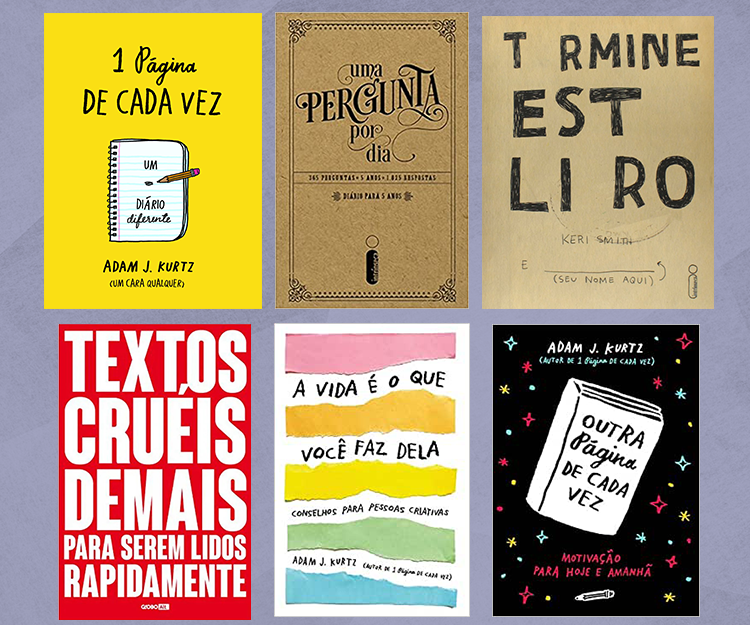 1 Página
DE CADA VEZ
UM
DIÁRIO
diferente
ADAM J. KURTZ
(UM CARA QUALQUER)
uma
PERGUNTA
por
dia
365 PERGUNTAS • 5 ANOS • 1.825 RESPOSTAS
DIÁRIO PARA 5 ANOS
intrínseca
T RMINE
EST
LI RO
KERI SMITH
E
(SEU NOME AQUI)
intrínseca
TEXTOS
CRUÉIS
DEMAIS
PARA SEREM LIDOS
RAPIDAMENTE
GLOBO ALT
A VIDA É O QUE
VOCÊ FAZ DELA
CONSELHOS PARA PESSOAS CRIATIVAS
ADAM J. KURTZ (AUTOR DE 1 Página DE CADA VEZ)
ADAM J. KURTZ
(AUTOR DE 1 Página DE CADA VEZ)
OUTRA
Página
DE CADA
VEZ
MOTIVAÇÃO
PARA HOJE E AMANHÃ